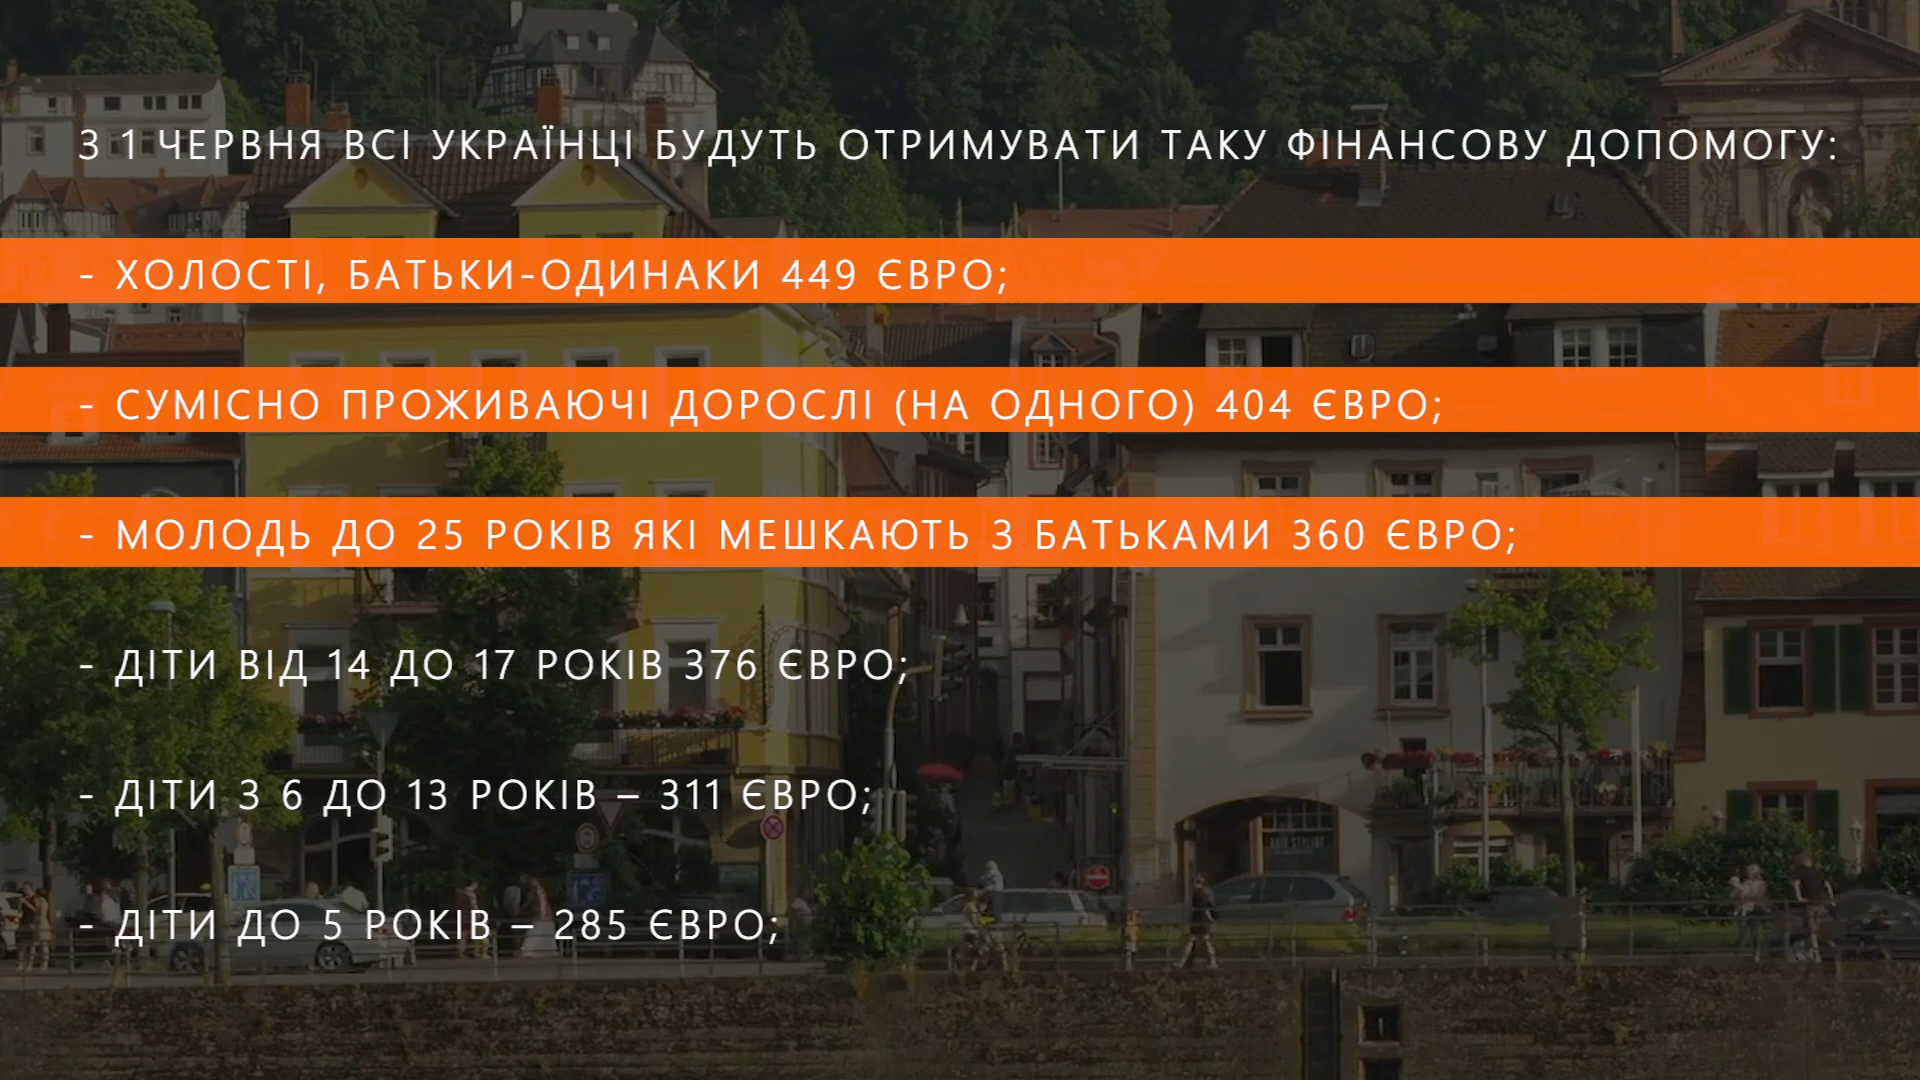 З 1 ЧЕРВНЯ ВСІ УКРАЇНЦІ БУДУТЬ ОТРИМУВАТИ ТАКУ ФІНАНСОВУ ДОПОМОГУ:
- ХОЛОСТІ, БАТЬКИ-ОДИНАКИ 449 ЄВРО;
- СУМІСНО ПРОЖИВАЮЧІ ДОРОСЛІ (НА ОДНОГО) 404 ЄВРО;
- МОЛОДЬ ДО 25 РОКІВ ЯКІ МЕШКАЮТЬ З БАТЬКАМИ 360 ЄВРО;
- ДІТИ ВІД 14 ДО 17 РОКІВ 376 ЄВРО;
- ДІТИ З 6 ДО 13 РОКІВ – 311 ЄВРО;
- ДІТИ ДО 5 РОКІВ – 285 ЄВРО;